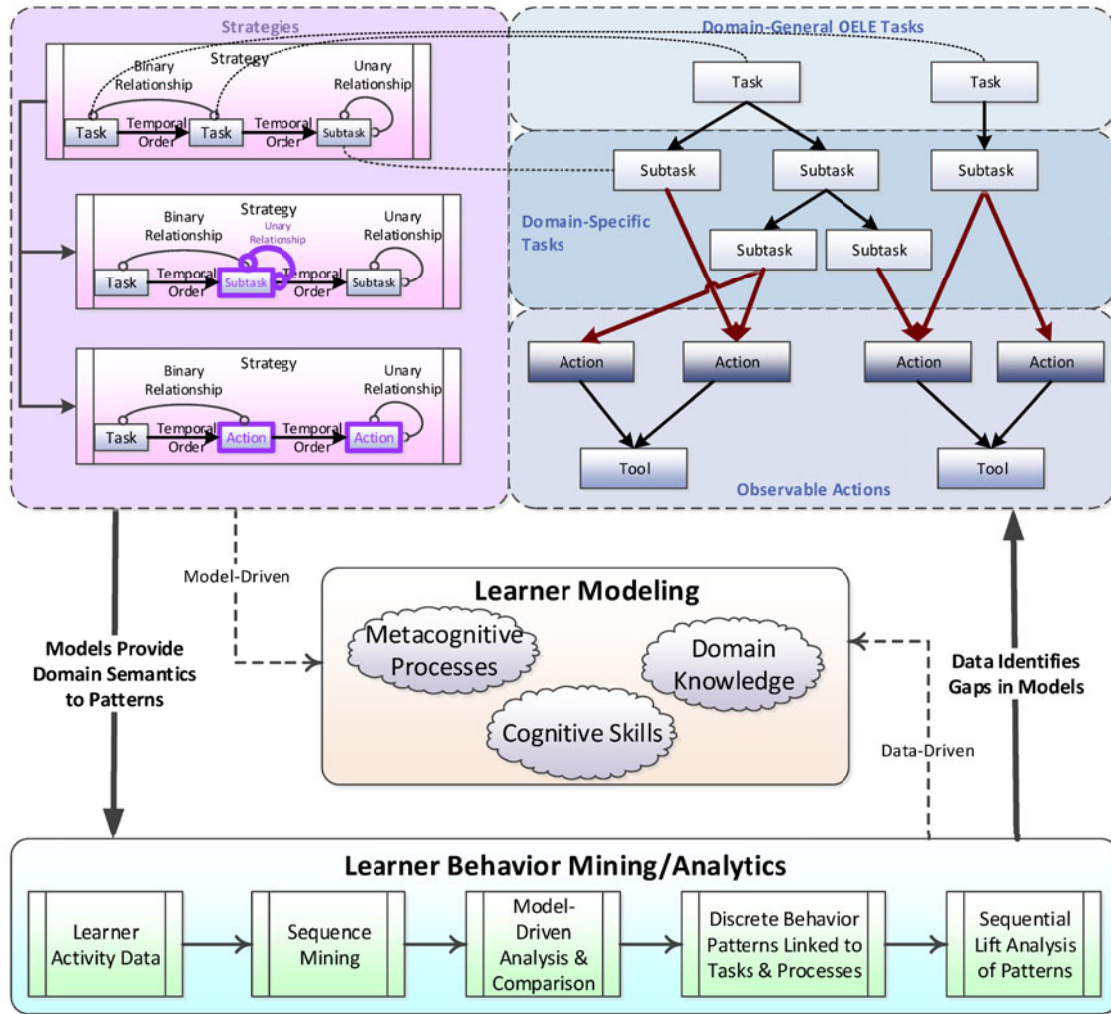 Strategies
Strategy
Binary
Relationship
Unary
Relationship
Task
Temporal
Order
Task
Temporal
Order
Subtask
Strategy
Binary
Relationship
Unary
Relationship
Unary
Relationship
Task
Temporal
Order
Subtask
Temporal
Order
Subtask
Strategy
Binary
Relationship
Unary
Relationship
Task
Temporal
Order
Action
Temporal
Order
Action
Domain-General OELE Tasks
Task
Task
Subtask
Subtask
Subtask
Domain-Specific
Tasks
Subtask
Subtask
Action
Action
Action
Action
Tool
Tool
Observable Actions
Model-Driven
Models Provide
Domain Semantics
to Patterns
Learner Modeling
Metacognitive
Processes
Domain
Knowledge
Cognitive Skills
Data Identifies
Gaps in Models
Data-Driven
Learner Behavior Mining/Analytics
Learner
Activity Data
Sequence
Mining
Model-
Driven
Analysis &
Comparison
Discrete Behavior
Patterns Linked to
Tasks & Processes
Sequential
Lift Analysis
of Patterns